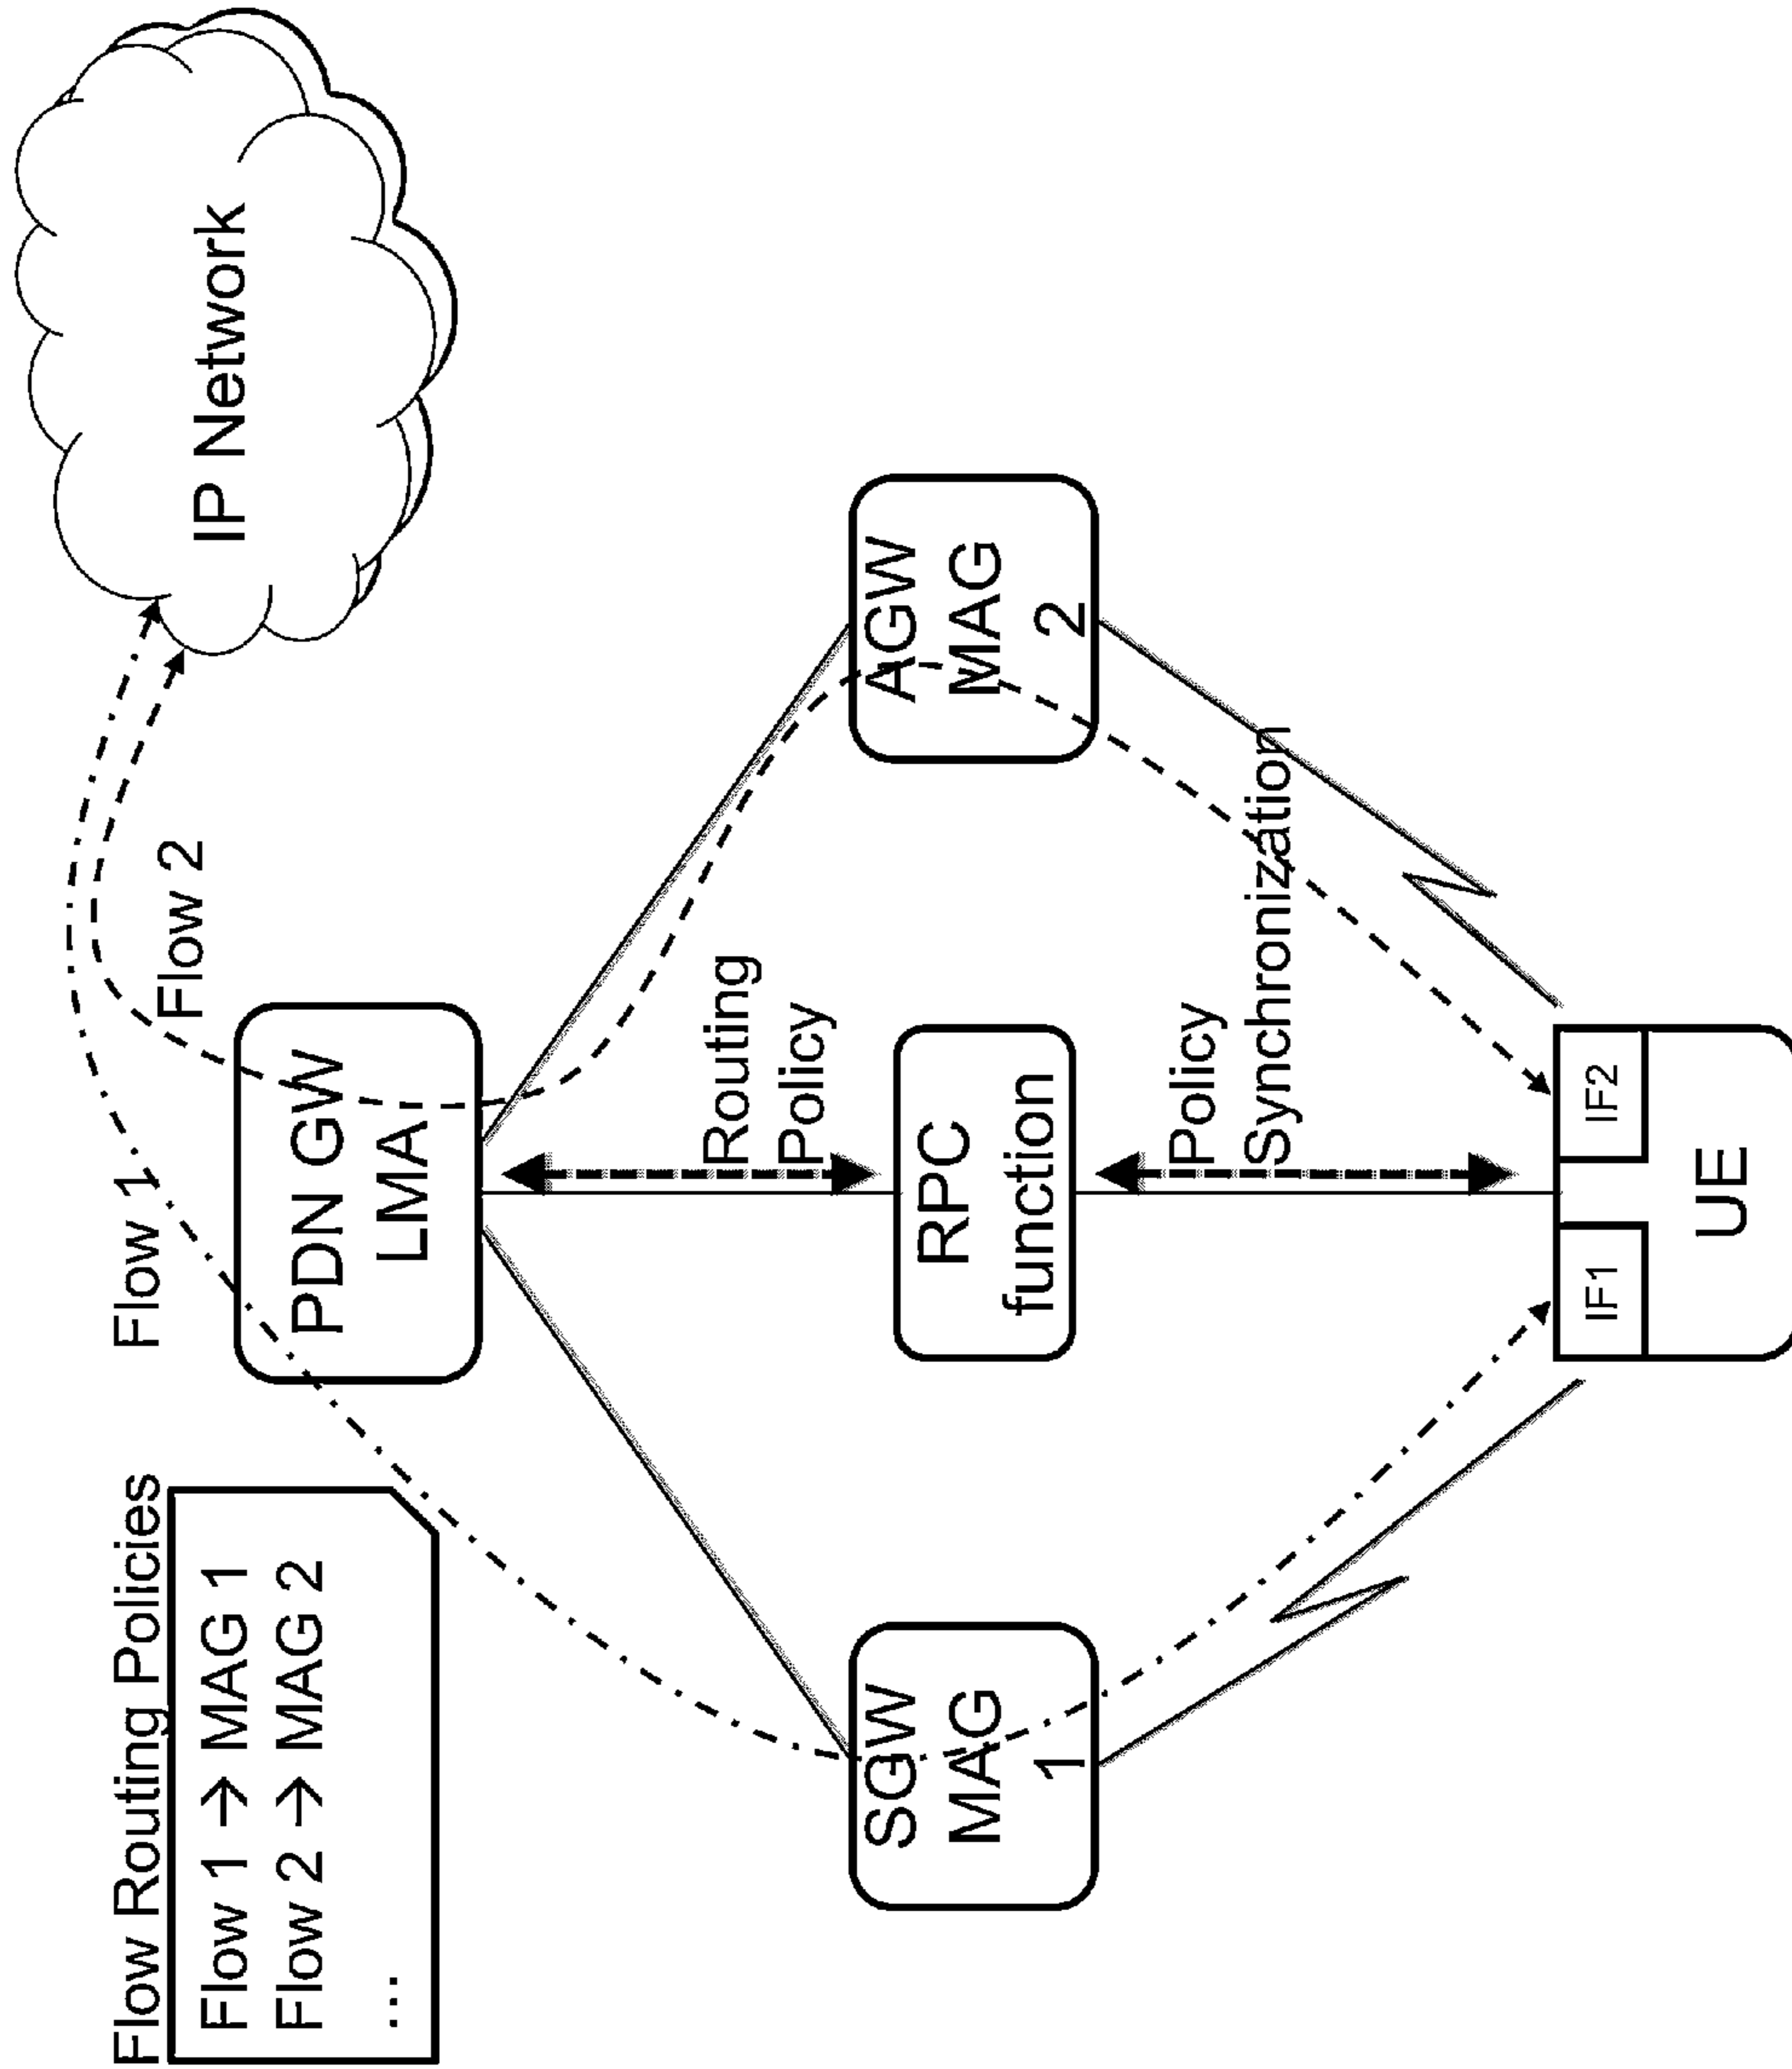 Flow Routing Policies
Flow 1 → MAG 1
Flow 2 → MAG 2
...
Flow 1
Flow 2
IP Network
PDN GW
LMA
Routing
Policy
SGW
MAG
1
RPC
function
AGW
MAG
2
Policy
Synchronization
IF1
IF2
UE